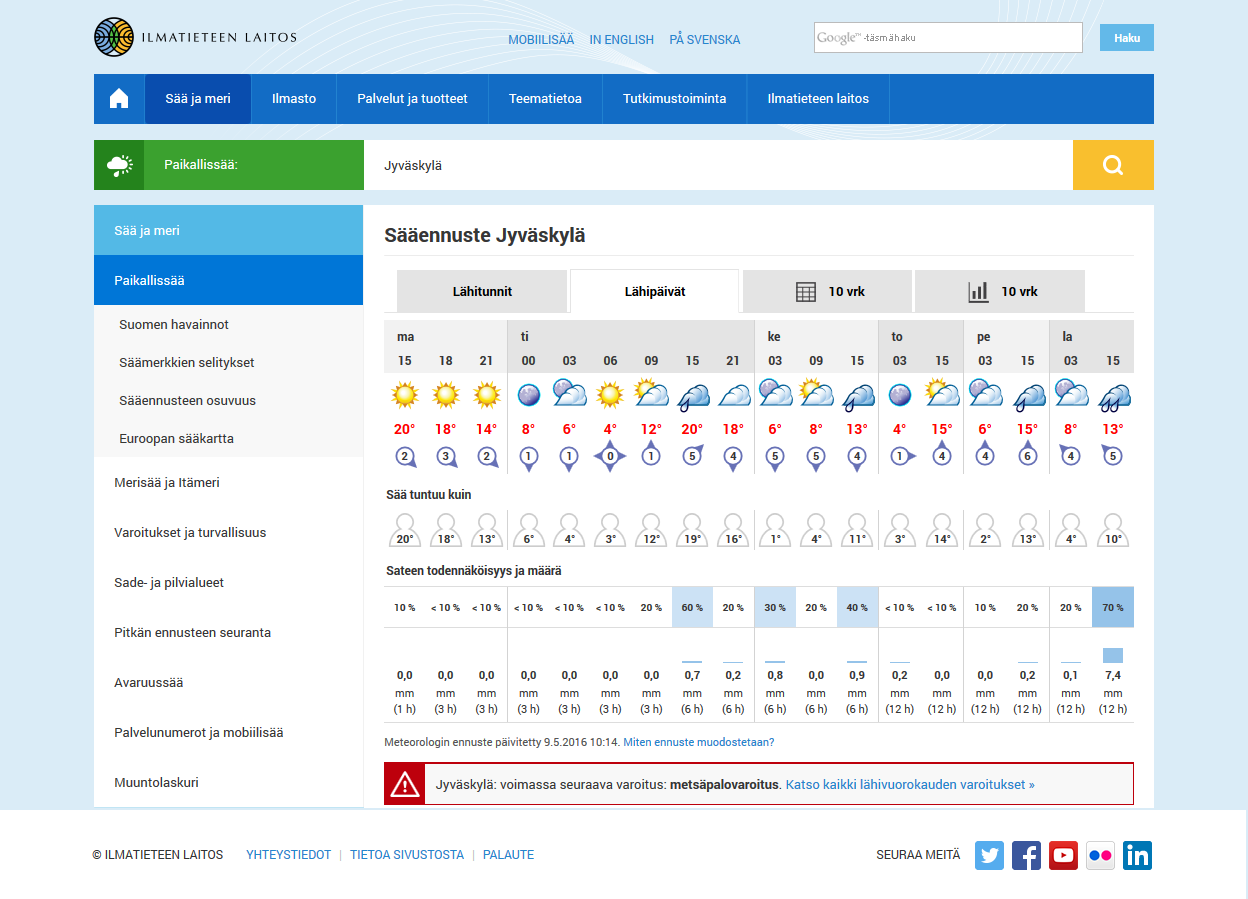 ILMATIETEEN LAITOS
MOBIILISÄÄ IN ENGLISH PÅ SVENSKA
Google™ -täsmähaku
Haku
Sää ja meri Ilmasto Palvelut ja tuotteet Teematietoa Tutkimustoiminta Ilmatieteen laitos
Paikallissää: Jyväskylä
Sää ja meri
Paikallissää
Suomen havainnot
Säämerkkien selitykset
Sääennusteen osuvuus
Euroopan sääkartta
Merisää ja Itämeri
Varoitukset ja turvallisuus
Sade- ja pilvialueet
Pitkän ennusteen seuranta
Avaruussää
Palvelunumerot ja mobiilisää
Muuntolaskuri
Sääennuste Jyväskylä
Lähitunnit Lähipäivät 10 vrk 10 vrk
ma ti ke to pe la
15 18 21 00 03 06 09 15 21 03 09 15 03 15 03 15 03 15
20° 18° 14° 8° 6° 4° 12° 20° 18° 6° 8° 13° 4° 15° 6° 15° 8° 13°
2 3 2 1 1 0 1 5 4 5 5 4 1 4 4 6 4 5
Sää tuntuu kuin
20° 18° 13° 6° 4° 3° 12° 19° 16° 1° 4° 11° 3° 14° 2° 13° 4° 10°
Sateen todennäköisyys ja määrä
10 % < 10 % < 10 % < 10 % < 10 % < 10 % 20 % 60 % 20 % 30 % 20 % 40 % < 10 % < 10 % 10 % 20 % 20 % 70 %
0,0 0,0 0,0 0,0 0,0 0,0 0,0 0,7 0,2 0,8 0,0 0,9 0,2 0,0 0,0 0,2 0,1 7,4
mm mm mm mm mm mm mm mm mm mm mm mm mm mm mm mm mm mm
(1 h) (3 h) (3 h) (3 h) (3 h) (3 h) (3 h) (6 h) (6 h) (6 h) (6 h) (6 h) (12 h) (12 h) (12 h) (12 h) (12 h) (12 h)
Meteorologin ennuste päivitetty 9.5.2016 10:14. Miten ennuste muodostetaan?
Jyväskylä: voimassa seuraava varoitus: metsäpalovaroitus. Katso kaikki lähivuorokauden varoitukset »
© ILMATIETEEN LAITOS YHTEYSTIEDOT | TIETOA SIVUSTOSTA | PALAUTE
SEURAA MEITÄ